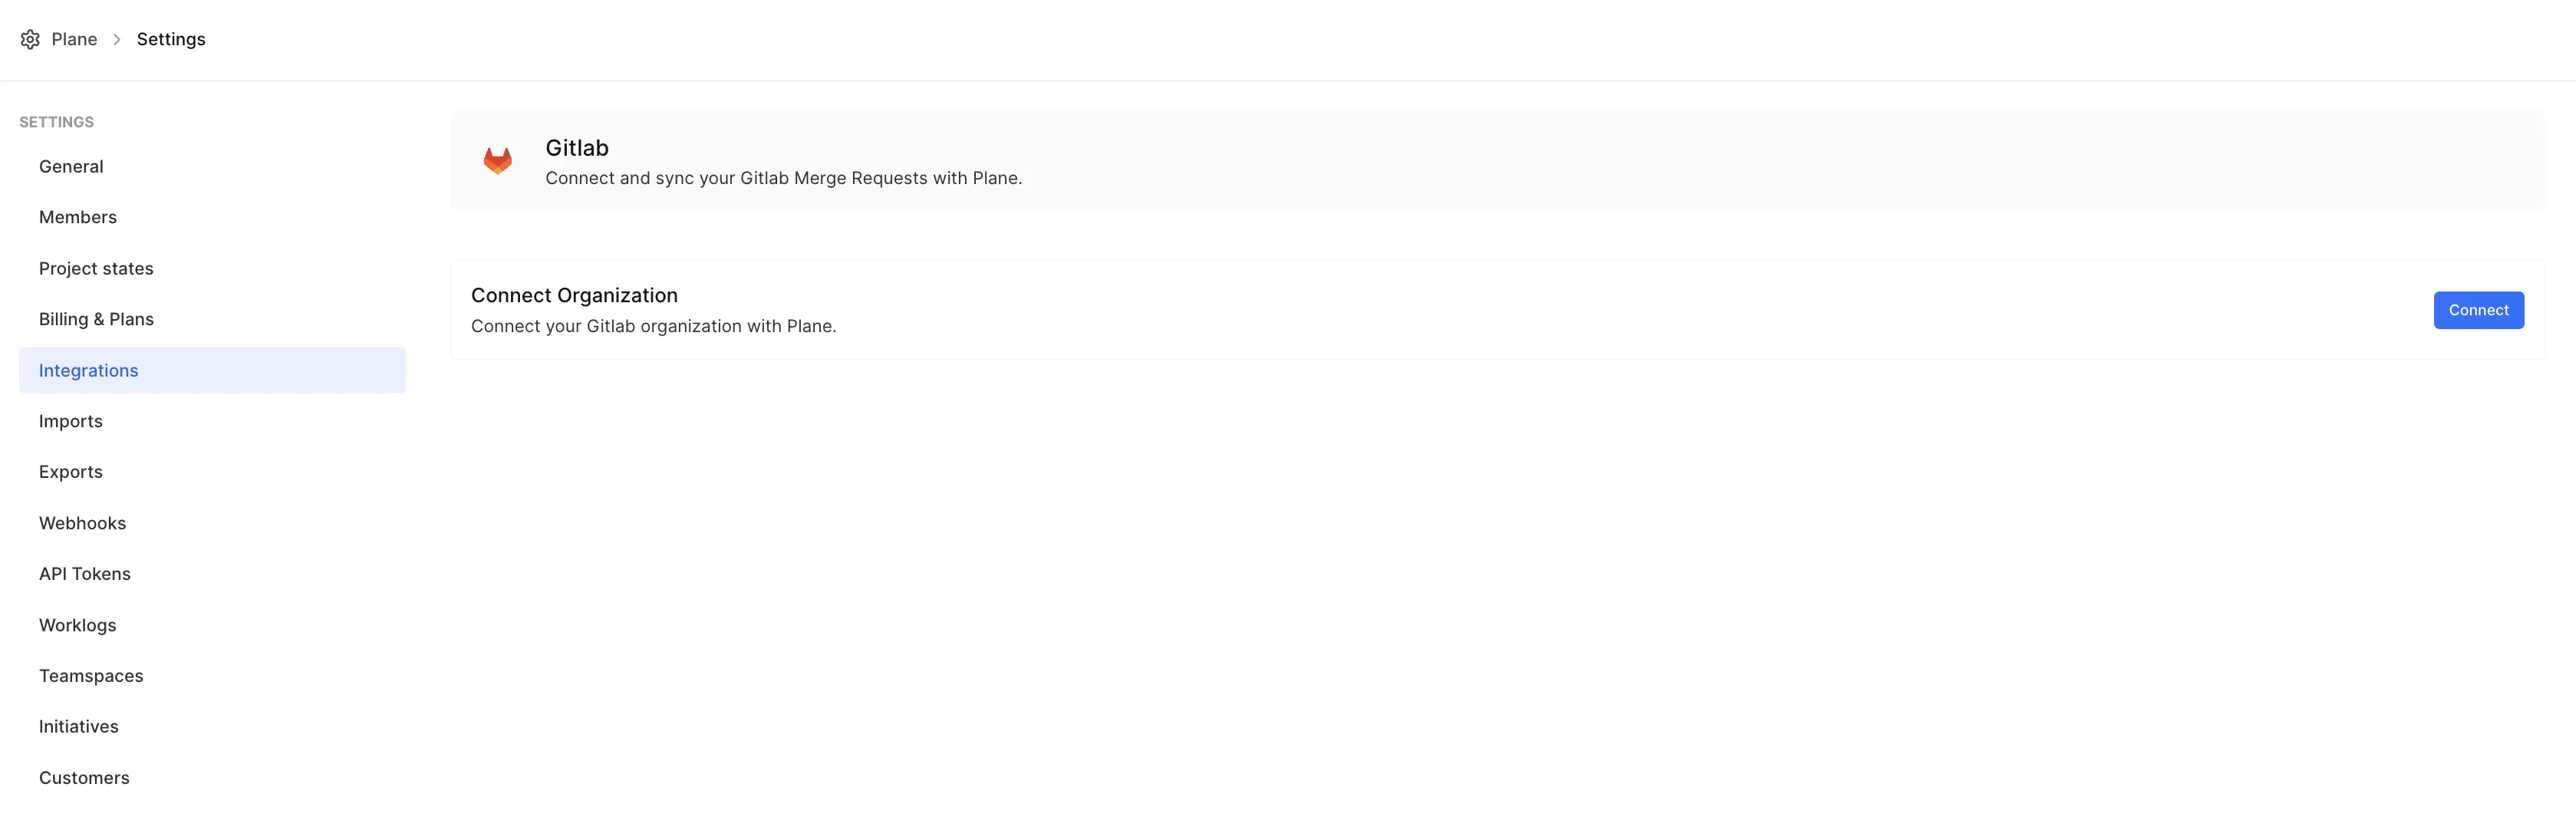 Plane > Settings
SETTINGS
General
Members
Project states
Billing & Plans
Integrations
Imports
Exports
Webhooks
API Tokens
Worklogs
Teamspaces
Initiatives
Customers
Gitlab
Connect and sync your Gitlab Merge Requests with Plane.
Connect Organization
Connect your Gitlab organization with Plane.
Connect